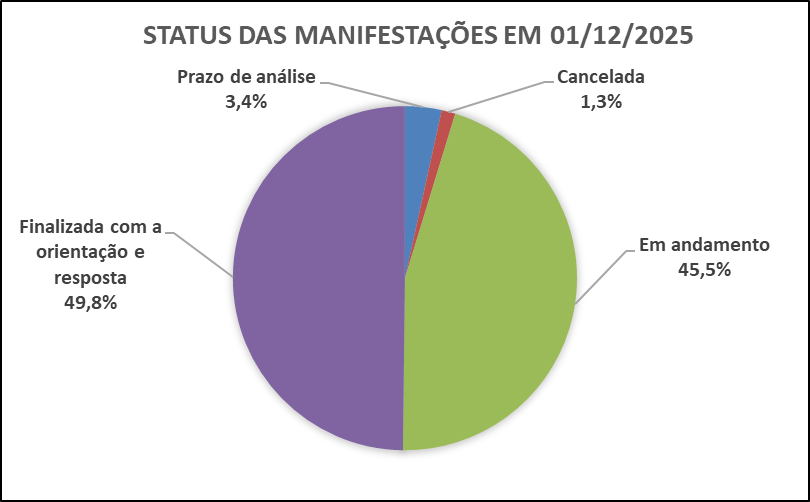 STATUS DAS MANIFESTAÇÕES EM 01/12/2025
Prazo de análise
3,4%
Cancelada
1,3%
Finalizada com a
orientação e
resposta
49,8%
Em andamento
45,5%